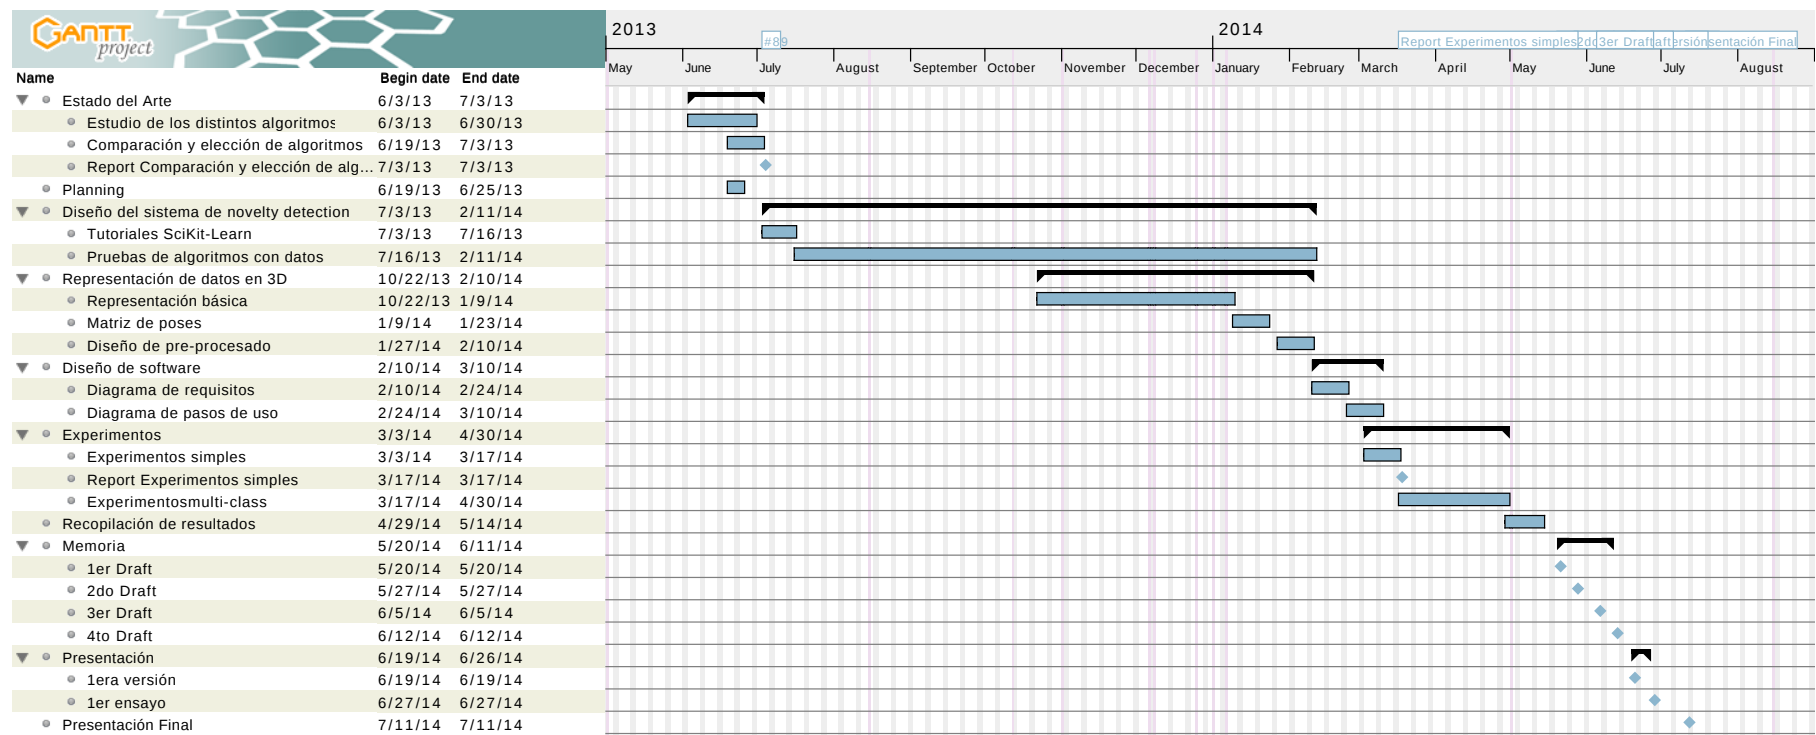 GANTT
project
2013
2014
#89
Report Experimentos simples 2do 3er Draft aft ersión sentación Final
May June July August September October November December January February March April May June July August
Name Begin date End date
Estado del Arte 6/3/13 7/3/13
Estudio de los distintos algoritmos 6/3/13 6/30/13
Comparación y elección de algoritmos 6/19/13 7/3/13
Report Comparación y elección de alg... 7/3/13 7/3/13
Planning 6/19/13 6/25/13
Diseño del sistema de novelty detection 7/3/13 2/11/14
Tutoriales SciKit-Learn 7/3/13 7/16/13
Pruebas de algoritmos con datos 7/16/13 2/11/14
Representación de datos en 3D 10/22/13 2/10/14
Representación básica 10/22/13 1/9/14
Matriz de poses 1/9/14 1/23/14
Diseño de pre-procesado 1/27/14 2/10/14
Diseño de software 2/10/14 3/10/14
Diagrama de requisitos 2/10/14 2/24/14
Diagrama de pasos de uso 2/24/14 3/10/14
Experimentos 3/3/14 4/30/14
Experimentos simples 3/3/14 3/17/14
Report Experimentos simples 3/17/14 3/17/14
Experimentosmulti-class 3/17/14 4/30/14
Recopilación de resultados 4/29/14 5/14/14
Memoria 5/20/14 6/11/14
1er Draft 5/20/14 5/20/14
2do Draft 5/27/14 5/27/14
3er Draft 6/5/14 6/5/14
4to Draft 6/12/14 6/12/14
Presentación 6/19/14 6/26/14
1era versión 6/19/14 6/19/14
1er ensayo 6/27/14 6/27/14
Presentación Final 7/11/14 7/11/14